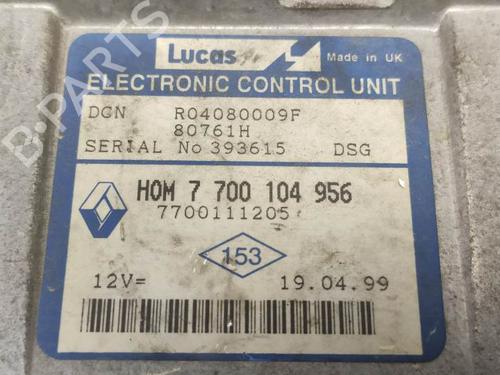 Lucas Made in UK
ELECTRONIC CONTROL UNIT
DCN R04080009F
80761H
SERIAL No 393615 DSG
HOM 7 700 104 956
7700111205
153
12V= 19.04.99
B-PARTS